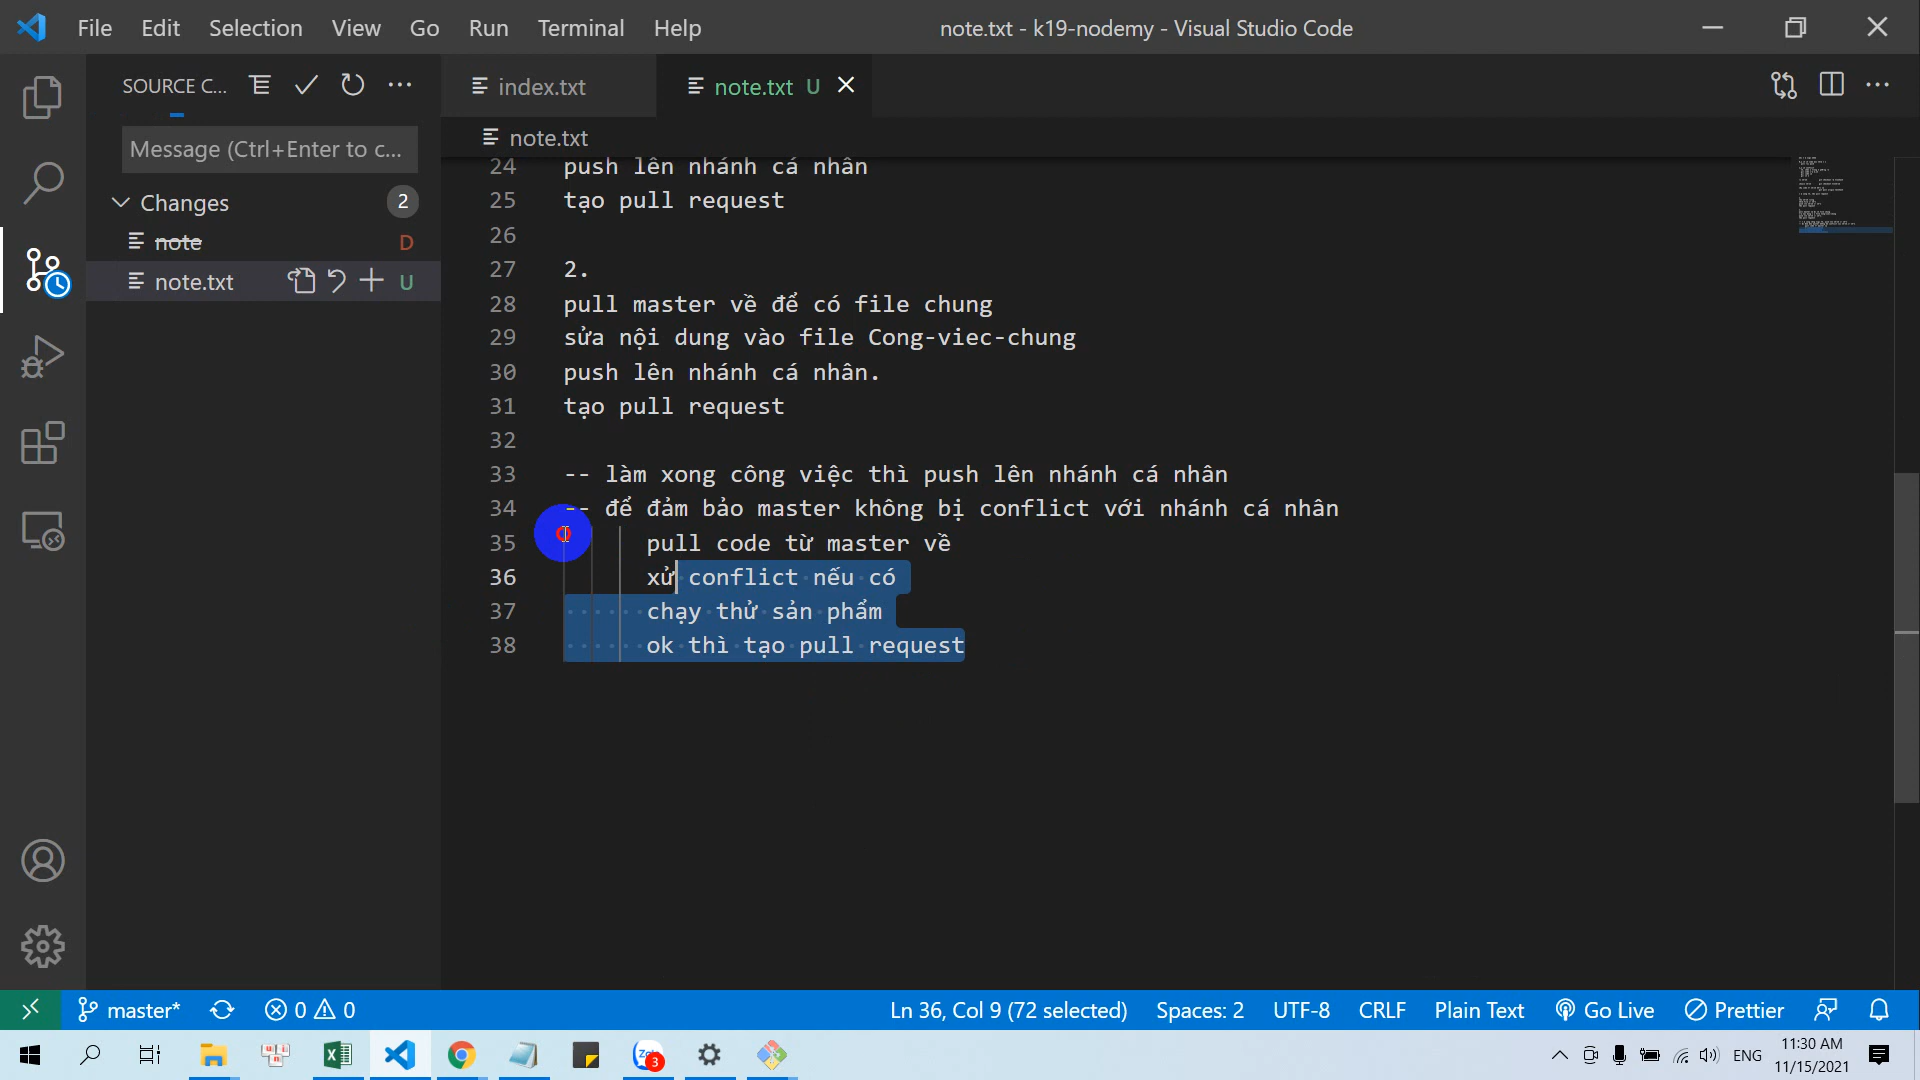 File Edit Selection View Go Run Terminal Help
note.txt - k19-nodemy - Visual Studio Code
SOURCE C...
index.txt
note.txt U
Message (Ctrl+Enter to c...
note.txt
Changes 2
note D
note.txt U
24 push lên nhánh cá nhân
25 tạo pull request
26
27 2.
28 pull master về để có file chung
29 sửa nội dung vào file Cong-viec-chung
30 push lên nhánh cá nhân.
31 tạo pull request
32
33 -- làm xong công việc thì push lên nhánh cá nhân
34 -- để đảm bảo master không bị conflict với nhánh cá nhân
35 pull code từ master về
36 xử conflict nếu có
37 chạy thử sản phẩm
38 ok thì tạo pull request
master* 0 0
Ln 36, Col 9 (72 selected) Spaces: 2 UTF-8 CRLF Plain Text Go Live Prettier
3
ENG
11:30 AM
11/15/2021